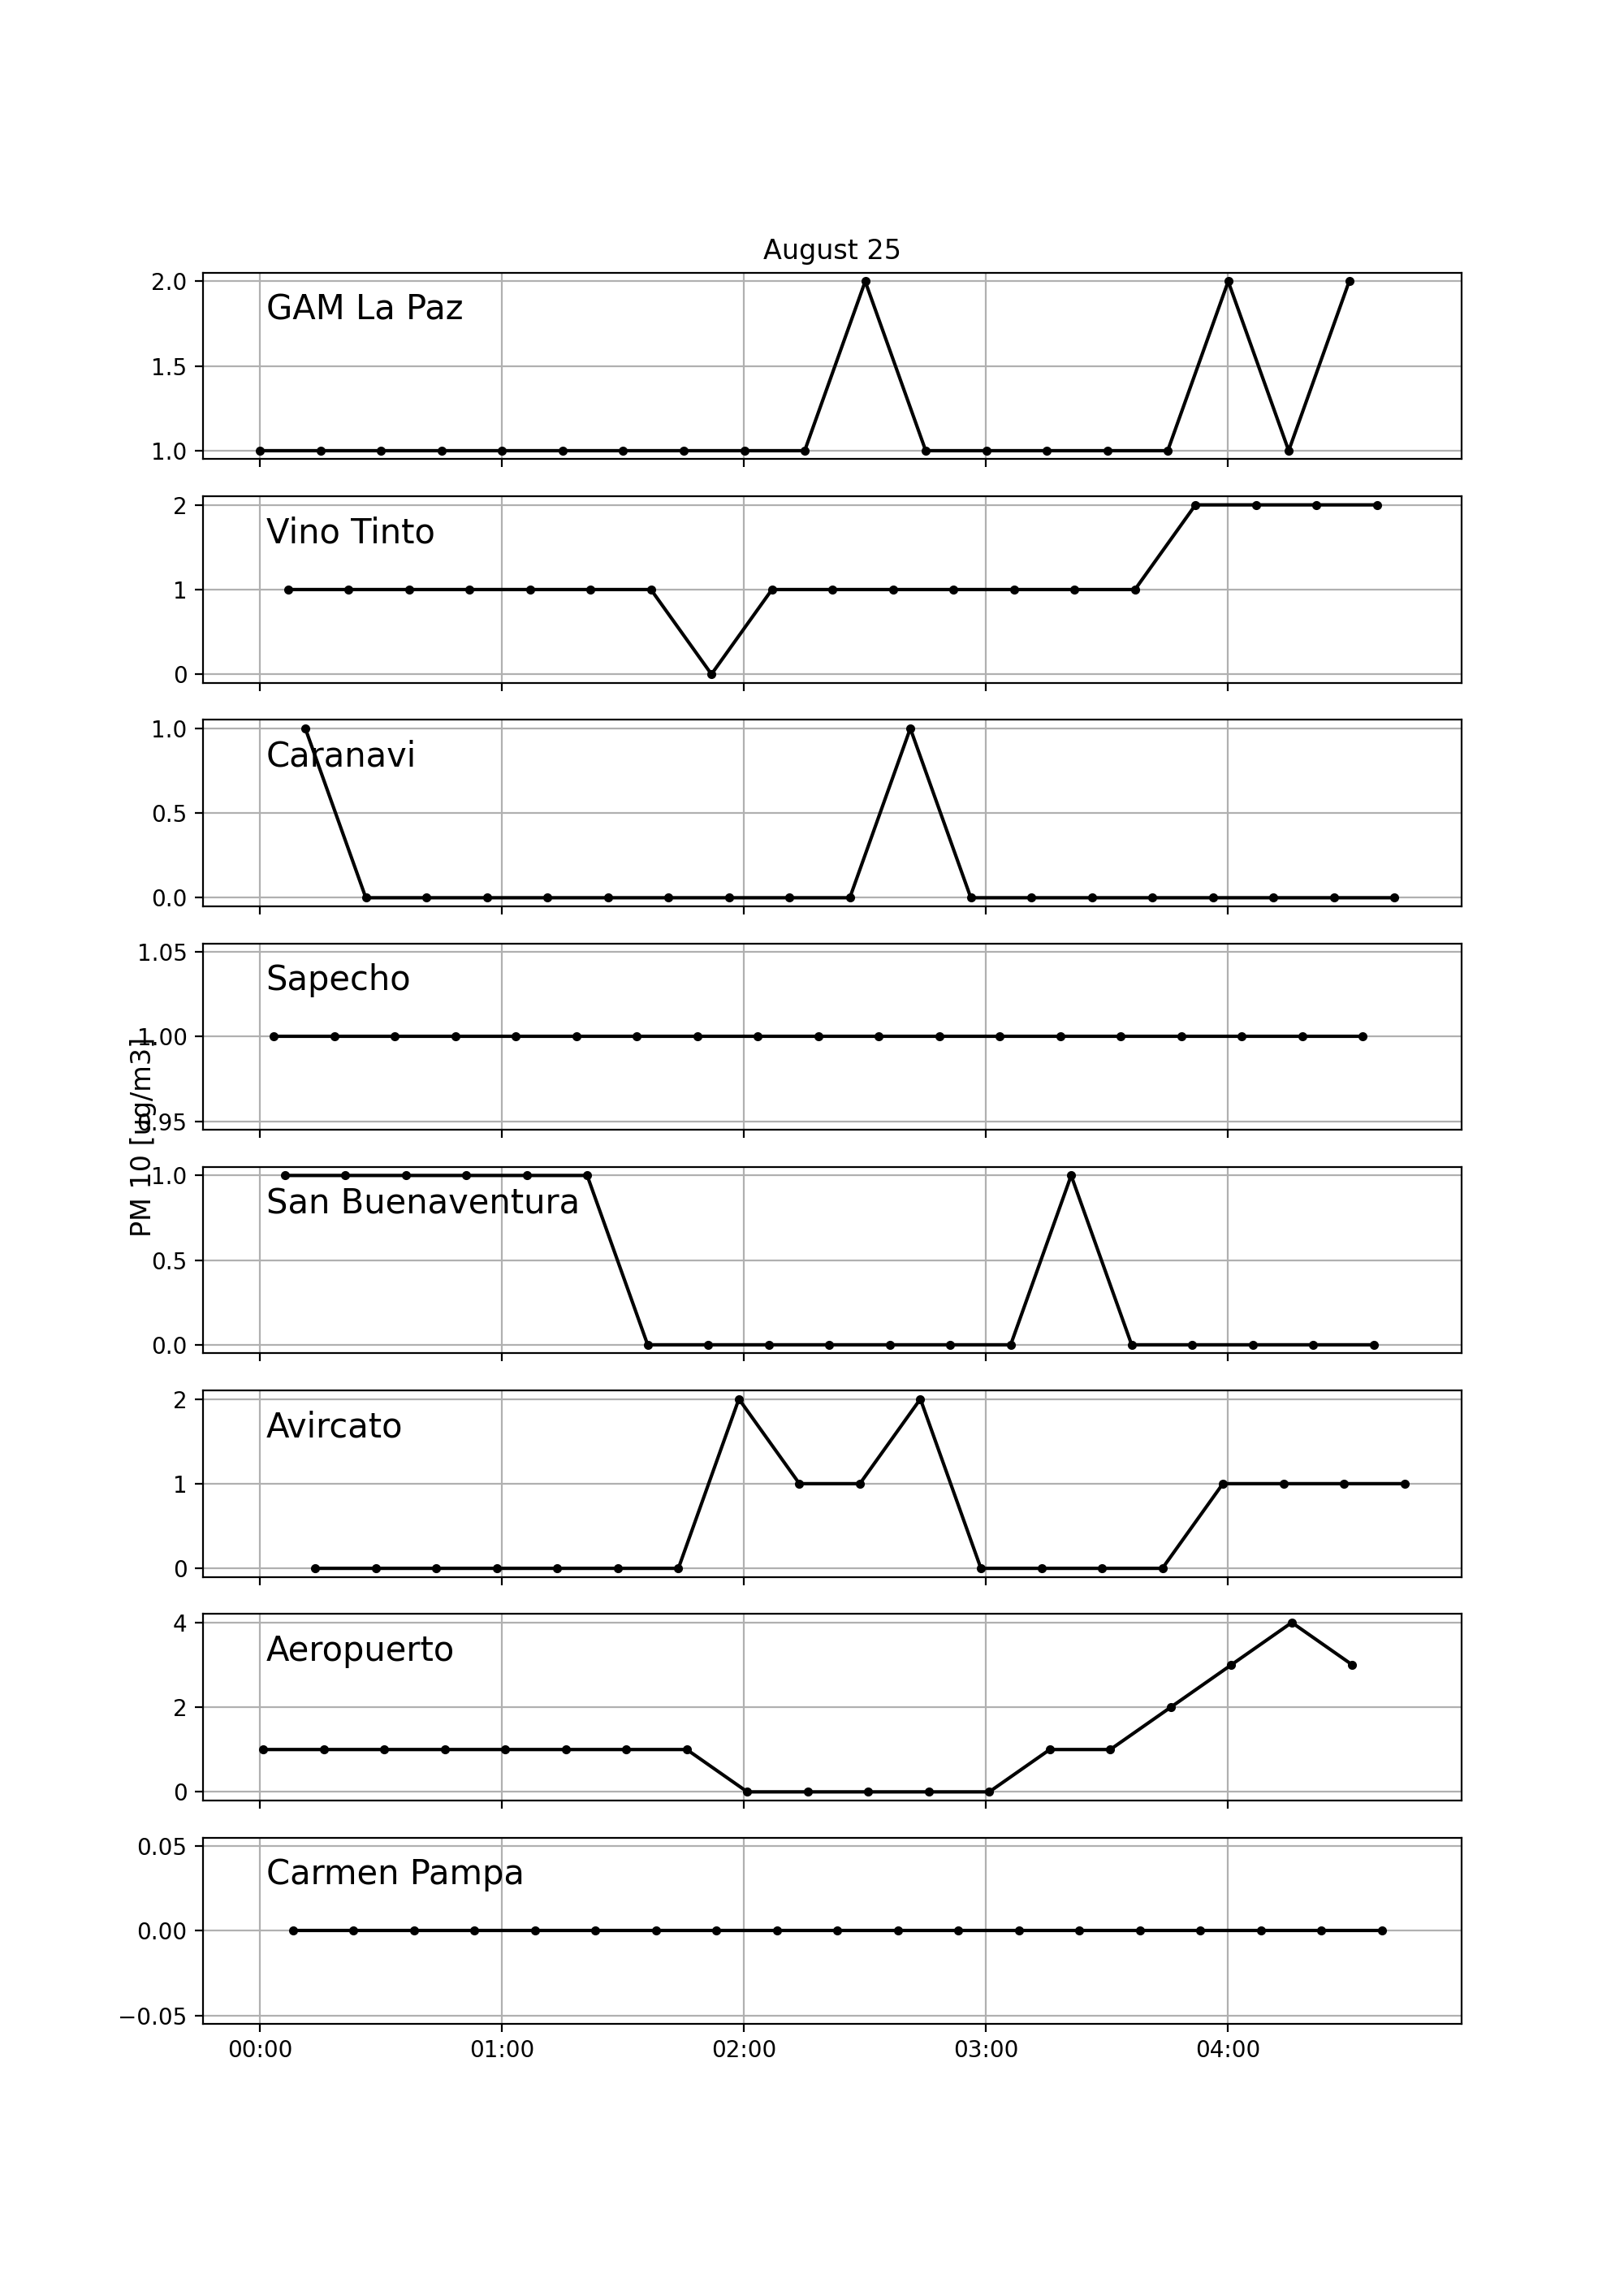 August 25
2.0
GAM La Paz
1.5
1.0
2
Vino Tinto
1
0
1.0
Caranavi
0.5
0.0
1.05
Sapecho
1.00
0.95
PM 10 [ug/m3]
1.0
San Buenaventura
0.5
0.0
2
Avircato
1
0
4
Aeropuerto
2
0
0.05
Carmen Pampa
0.00
−0.05
00:00 01:00 02:00 03:00 04:00